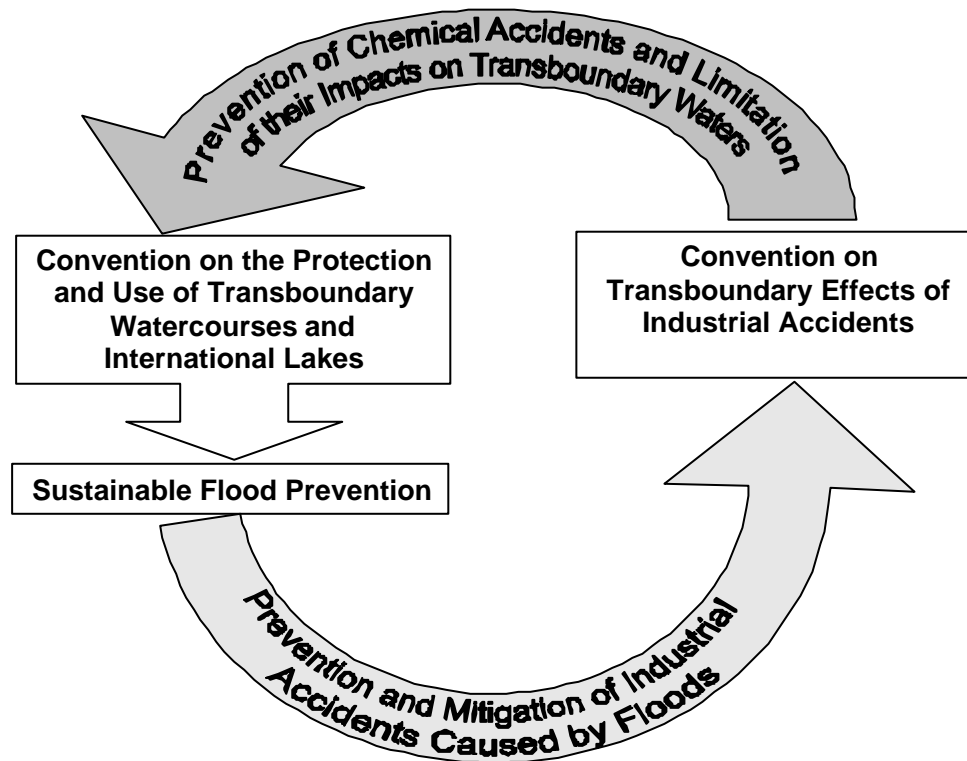 Prevention of Chemical Accidents and Limitation
of their Impacts on Transboundary Waters
Convention on the Protection
and Use of Transboundary
Watercourses and
International Lakes
Convention on
Transboundary Effects of
Industrial Accidents
Sustainable Flood Prevention
Prevention and Mitigation of Industrial
Accidents Caused by Floods